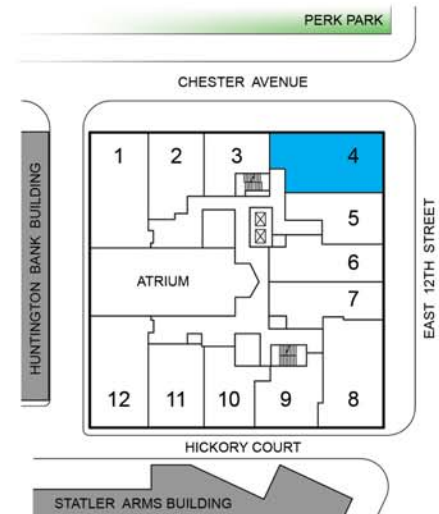 PERK PARK
CHESTER AVENUE
1
2
3
4
5
6
7
ATRIUM
12
11
10
9
8
HUNTINGTON BANK BUILDING
EAST 12TH STREET
HICKORY COURT
STATLER ARMS BUILDING